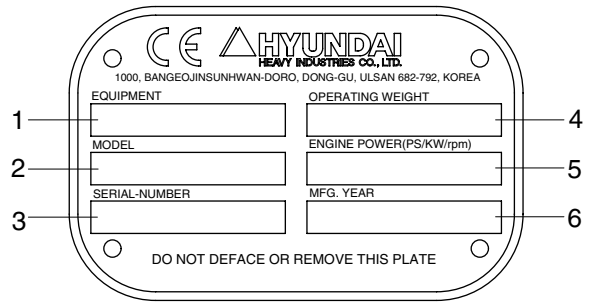 CE HYUNDAI
HEAVY INDUSTRIES CO., LTD.
1000, BANGEOJINSUNHWAN-DORO, DONG-GU, ULSAN 682-792, KOREA
EQUIPMENT OPERATING WEIGHT
1 4
MODEL ENGINE POWER(PS/KW/rpm)
2 5
SERIAL-NUMBER MFG. YEAR
3 6
DO NOT DEFACE OR REMOVE THIS PLATE